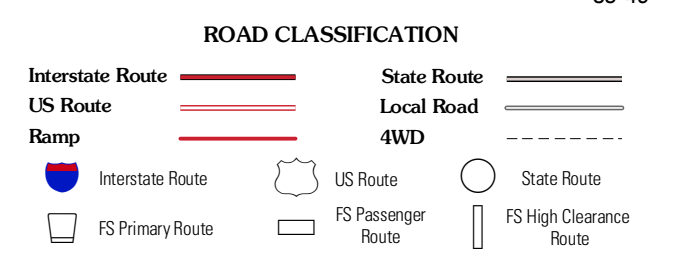 ROAD CLASSIFICATION
Interstate Route State Route
US Route Local Road
Ramp 4WD
Interstate Route US Route State Route
FS Primary Route FS Passenger Route FS High Clearance Route